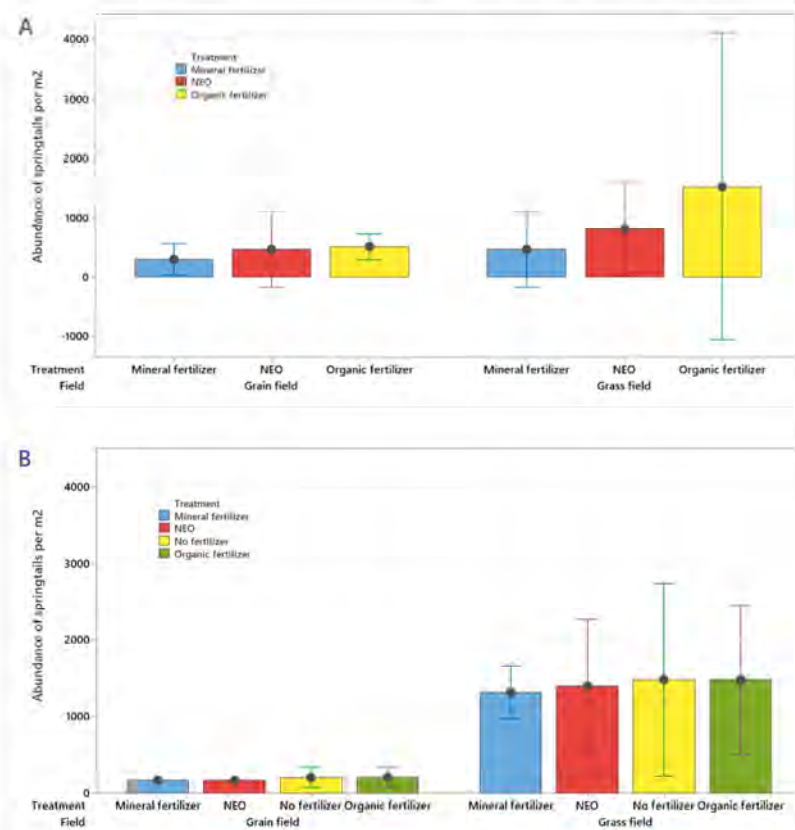 A
Abundance of springtails per m2
4000
3000
2000
1000
0
-1000
Treatment
Mineral fertilizer
NEO
Organic fertilizer
Treatment Mineral fertilizer NEO Organic fertilizer Mineral fertilizer NEO Organic fertilizer
Field Grain field Grass field
B
Abundance of springtails per m2
4000
3000
2000
1000
0
Treatment
Mineral fertilizer
NEO
No fertilizer
Organic fertilizer
Treatment Mineral fertilizer NEO No fertilizer Organic fertilizer Mineral fertilizer NEO No fertilizer Organic fertilizer
Field Grain field Grass field